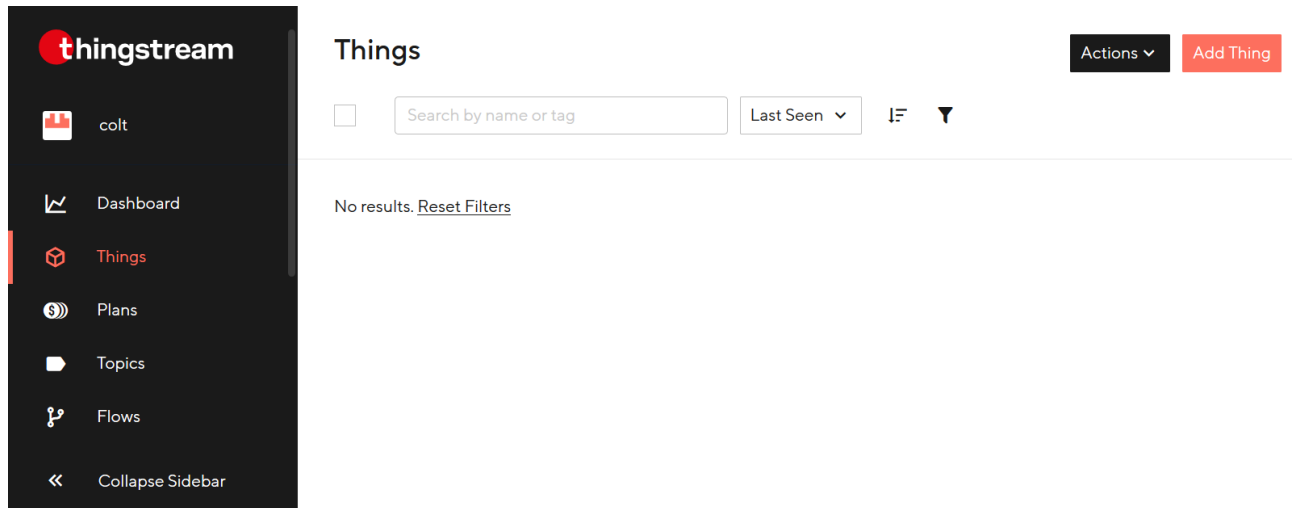 thingstream
colt
Dashboard
Things
Plans
Topics
Flows
Collapse Sidebar
Things
Actions
Add Thing
Search by name or tag
Last Seen
No results. Reset Filters